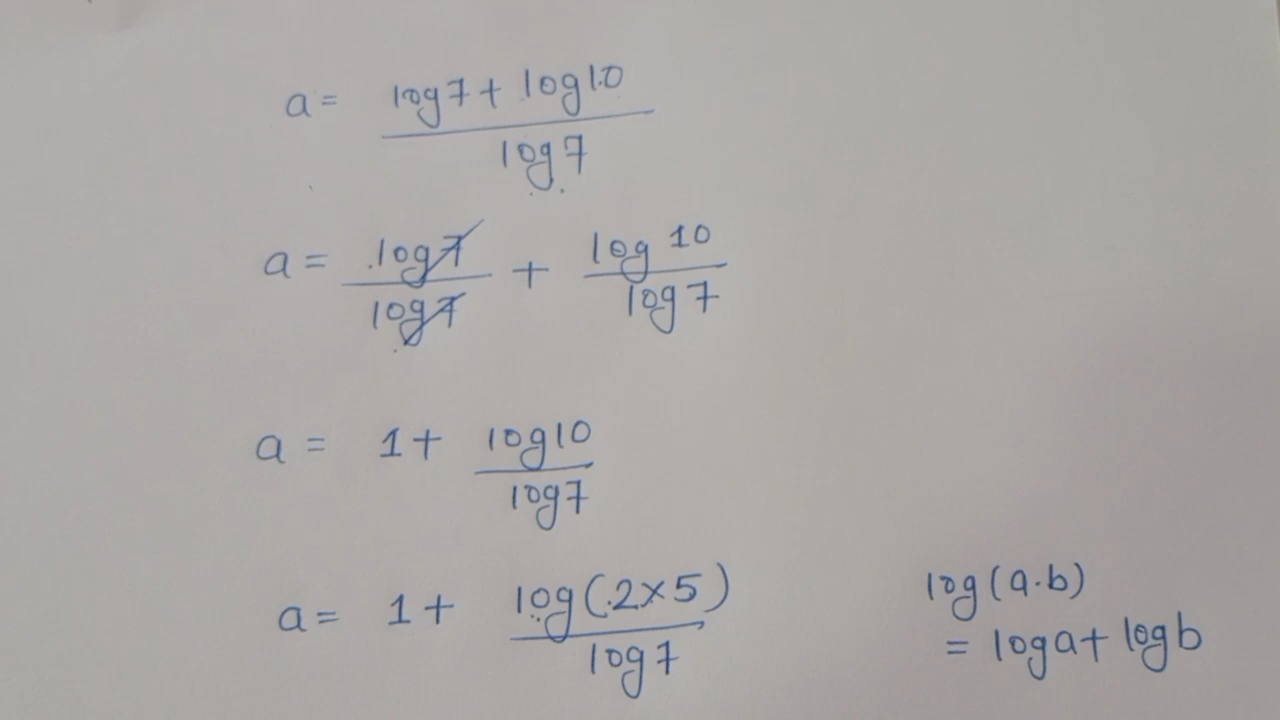 a = log7 + log10
log7
a = log7 + log 10
log7 log7
a = 1 + log10
log7
a = 1 + log(2×5)
log7
log(a.b)
= loga + logb